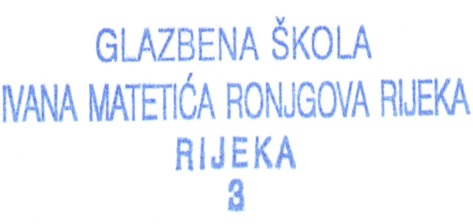 GLAZBENA ŠKOLA
IVANA MATETIĆA RONJGOVA RIJEKA
RIJEKA
3